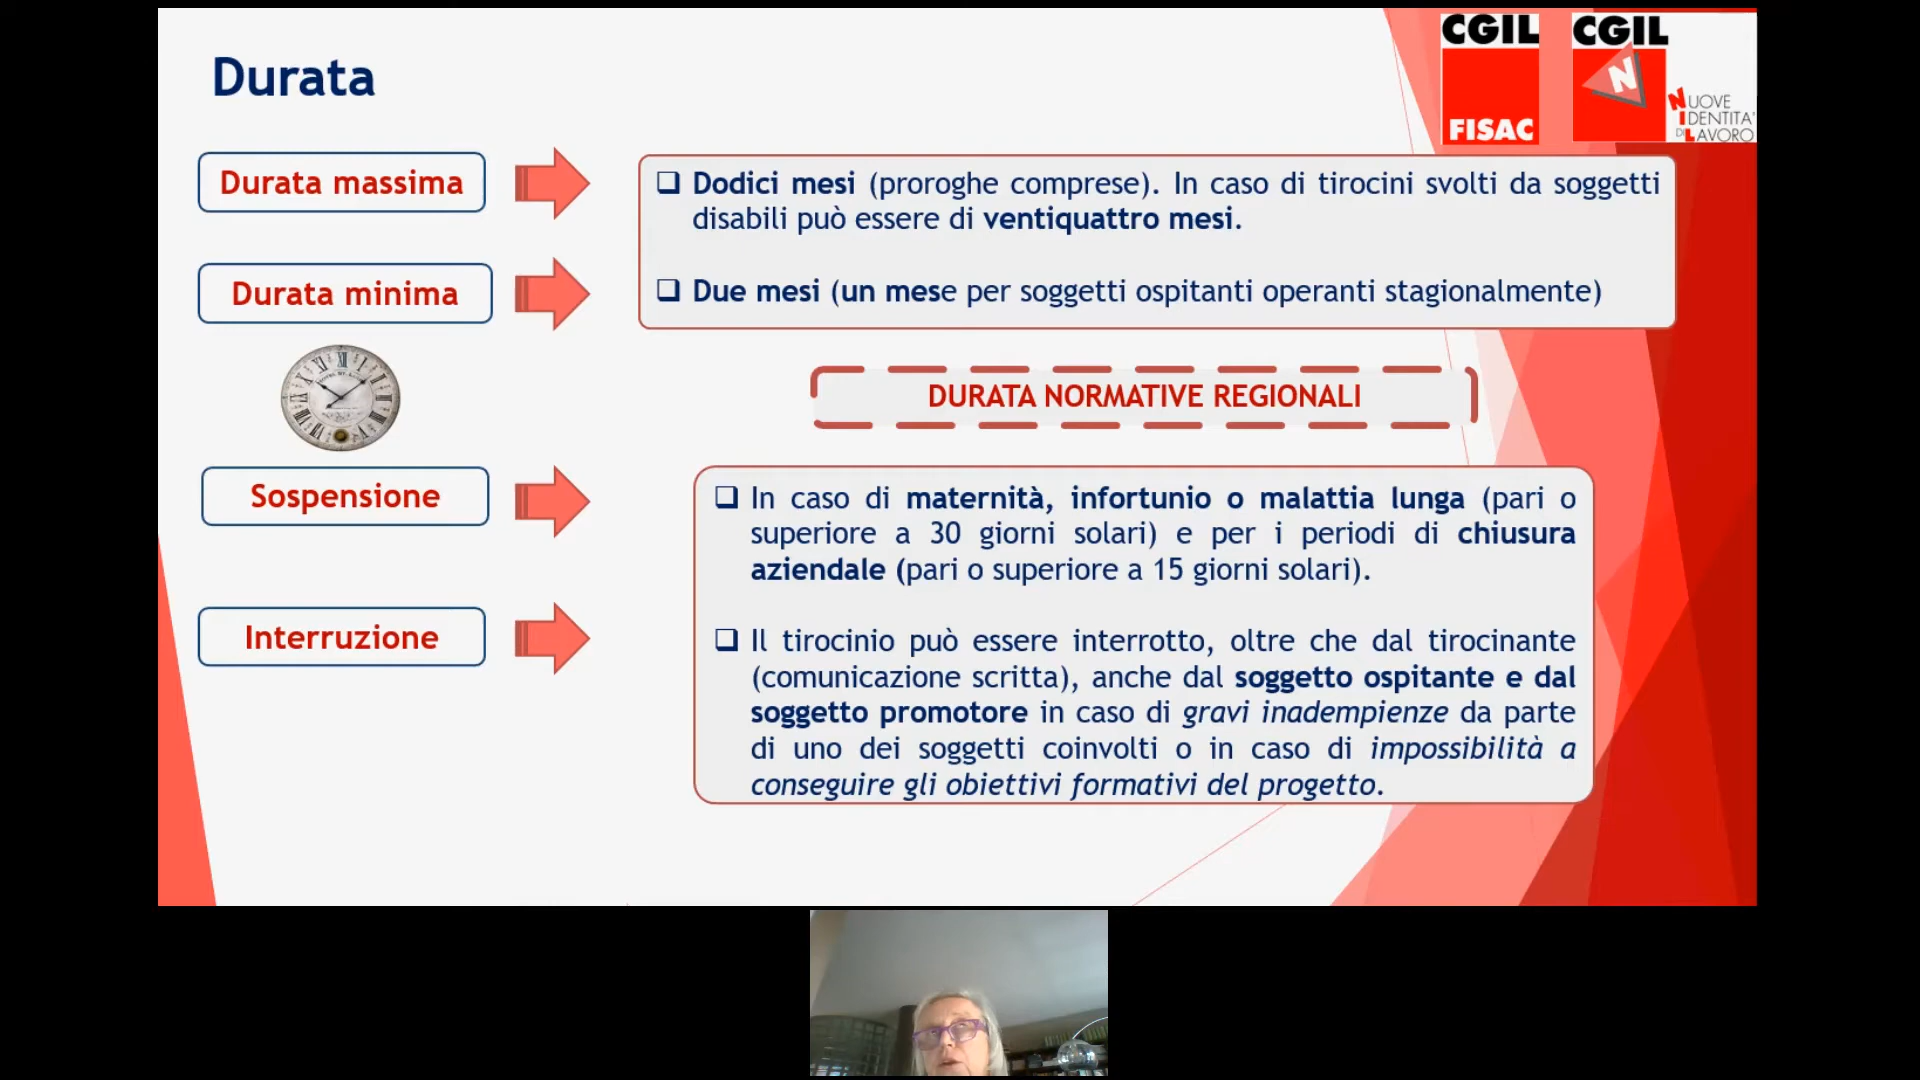 Durata
CGIL
FISAC
CGIL
N
NUOVE
IDENTITA'
DI LAVORO
Durata massima
❑ Dodici mesi (proroghe comprese). In caso di tirocini svolti da soggetti
disabili può essere di ventiquattro mesi.
Durata minima
❑ Due mesi (un mese per soggetti ospitanti operanti stagionalmente)
DURATA NORMATIVE REGIONALI
Sospensione
❑ In caso di maternità, infortunio o malattia lunga (pari o
superiore a 30 giorni solari) e per i periodi di chiusura
aziendale (pari o superiore a 15 giorni solari).
Interruzione
❑ Il tirocinio può essere interrotto, oltre che dal tirocinante
(comunicazione scritta), anche dal soggetto ospitante e dal
soggetto promotore in caso di gravi inadempienze da parte
di uno dei soggetti coinvolti o in caso di impossibilità a
conseguire gli obiettivi formativi del progetto.